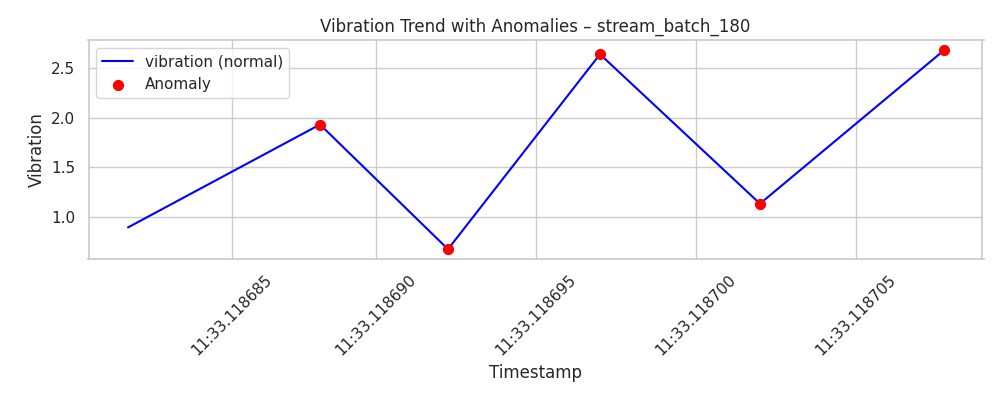 Vibration Trend with Anomalies – stream_batch_180
vibration (normal)
Anomaly
Vibration
2.5
2.0
1.5
1.0
11:33.118685
11:33.118690
11:33.118695
11:33.118700
11:33.118705
Timestamp